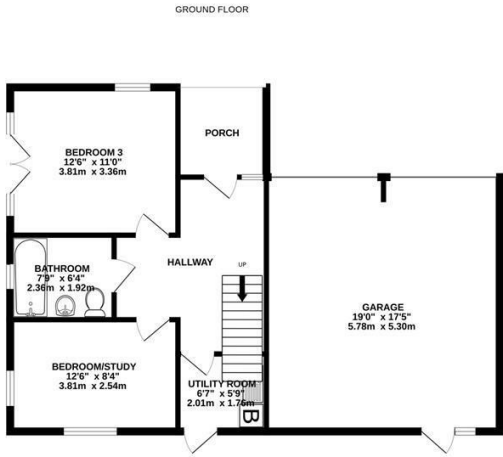 GROUND FLOOR
PORCH
BEDROOM 3
12'6" x 11'0"
3.81m x 3.36m
HALLWAY
UP
BATHROOM
7'9" x 6'4"
2.36m x 1.92m
GARAGE
19'0" x 17'5"
5.78m x 5.30m
BEDROOM/STUDY
12'6" x 8'4"
3.81m x 2.54m
UTILITY ROOM
6'7" x 5'9"
2.01m x 1.76m
B